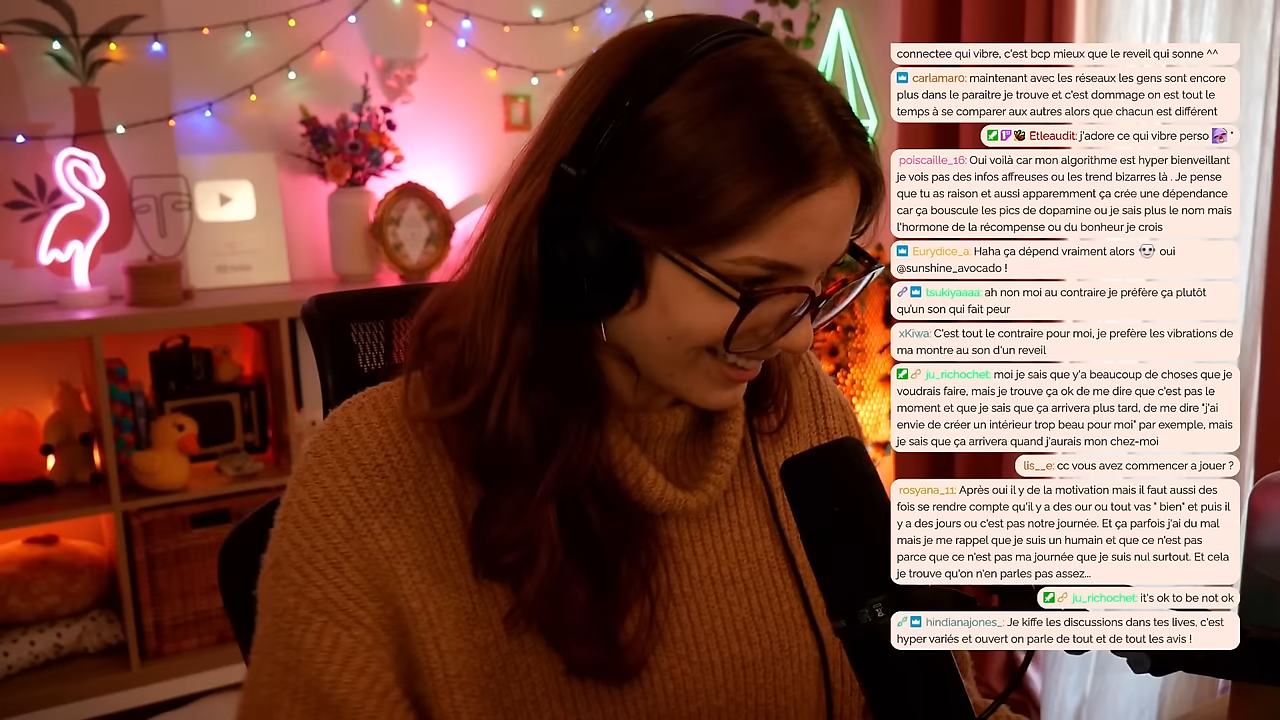 connectee qui vibre, c'est bcp mieux que le reveil qui sonne ^^
carlamar0: maintenant avec les réseaux les gens sont encore
plus dans le paraitre je trouve et c'est dommage on est tout le
temps à se comparer aux autres alors que chacun est différent
Etleaudit: j'adore ce qui vibre perso "
poiscaille_16: Oui voilà car mon algorithme est hyper bienveillant
je vois pas des infos affreuses ou les trend bizarres là . Je pense
que tu as raison et aussi apparemment ça crée une dépendance
car ça bouscule les pics de dopamine ou je sais plus le nom mais
l'hormone de la récompense ou du bonheur je crois
Eurydice_a: Haha ça dépend vraiment alors oui
@sunshine_avocado !
tsukiyaaaa: ah non moi au contraire je préfère ça plutôt
qu'un son qui fait peur
xKiwa: C'est tout le contraire pour moi, je prefère les vibrations de
ma montre au son d'un reveil
ju_richochet: moi je sais que y'a beaucoup de choses que je
voudrais faire, mais je trouve ça ok de me dire que c'est pas le
moment et que je sais que ça arrivera plus tard, de me dire "j'ai
envie de créer un intérieur trop beau pour moi" par exemple, mais
je sais que ça arrivera quand j'aurais mon chez-moi
lis__e: cc vous avez commencer a jouer ?
rosyana_11: Après oui il y de la motivation mais il faut aussi des
fois se rendre compte qu'il y a des our ou tout vas " bien" et puis il
y a des jours ou c'est pas notre journée. Et ça parfois j'ai du mal
mais je me rappel que je suis un humain et que ce n'est pas
parce que ce n'est pas ma journée que je suis nul surtout. Et cela
je trouve qu'on n'en parles pas assez...
ju_richochet: it's ok to be not ok
hindianajones_: Je kiffe les discussions dans tes lives, c'est
hyper variés et ouvert on parle de tout et de tout les avis !